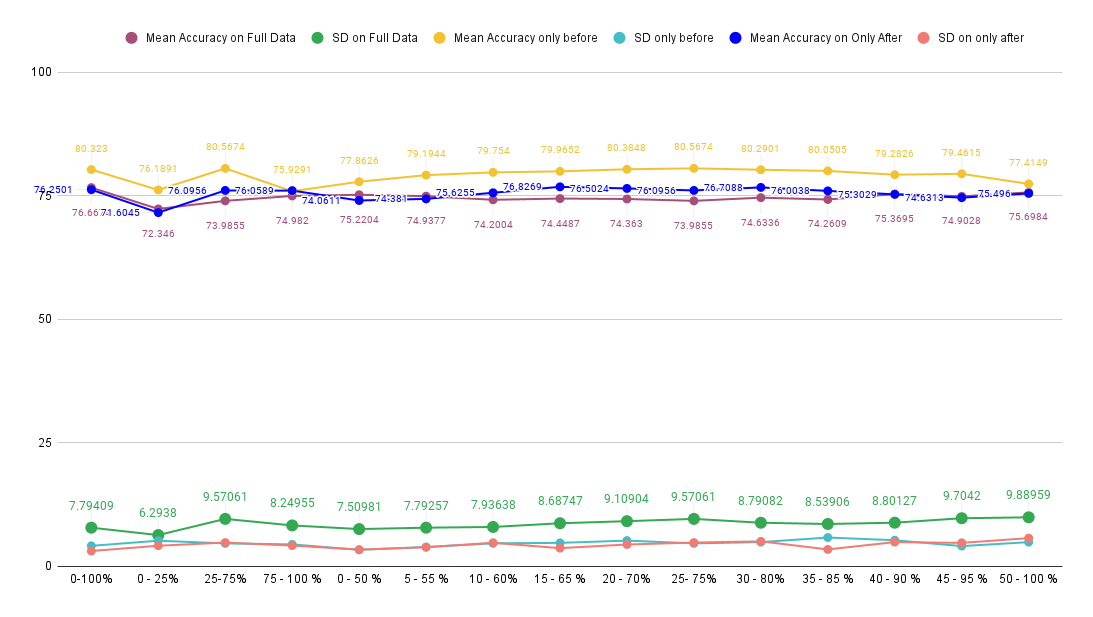 Mean Accuracy on Full Data SD on Full Data Mean Accuracy only before SD only before Mean Accuracy on Only After SD on only after
100
80.323 76.1891 80.5674 75.9291 77.8626 79.1944 79.754 79.9652 80.3848 80.5674 80.2901 80.0505 79.2826 79.4615 77.4149
76.2501 71.6045 76.0956 76.0589 74.0611 74.381 75.6255 76.8269 76.5024 76.0956 76.7088 76.0038 75.3029 74.6313 75.496
75
72.346 73.9855 74.982 75.2204 74.9377 74.2004 74.4487 74.363 73.9855 74.6336 74.2609 75.3695 74.9028 75.6984
50
25
7.79409 6.2938 9.57061 8.24955 7.50981 7.79257 7.93638 8.68747 9.10904 9.57061 8.79082 8.53906 8.80127 9.7042 9.88959
0
0-100% 0 - 25% 25-75% 75 - 100% 0 - 50 % 5 - 55 % 10 - 60% 15 - 65 % 20 - 70% 25 - 75% 30 - 80% 35 - 85 % 40 - 90 % 45 - 95 % 50 - 100 %